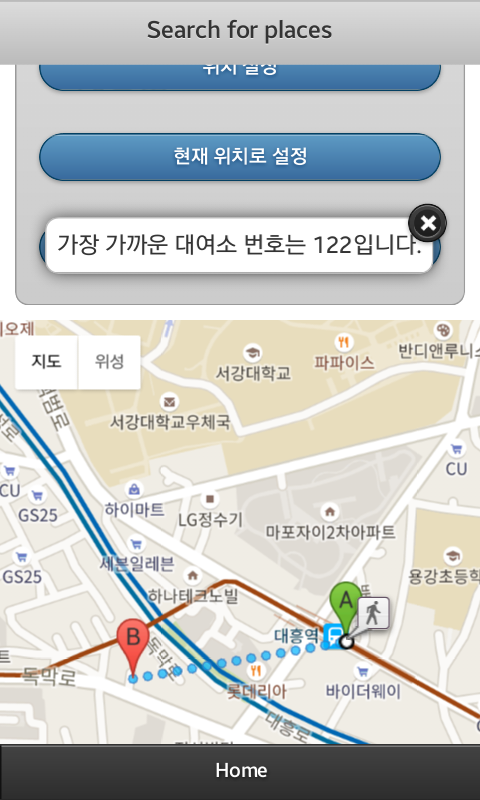 Search for places
위치 설정
현재 위치로 설정
가장 가까운 대여소 번호는 122입니다.
지도
위성
파파이스
반디앤루니스
서강대학교
서강대학교우체국
CU
CU
GS25
하이마트
LG정수기
마포자이2차아파트
세븐일레븐
GS25
하나테크노빌
용강초등학
A
B
대흥역
독막로
독막로
롯데리아
바이더웨이
대흥로
Home